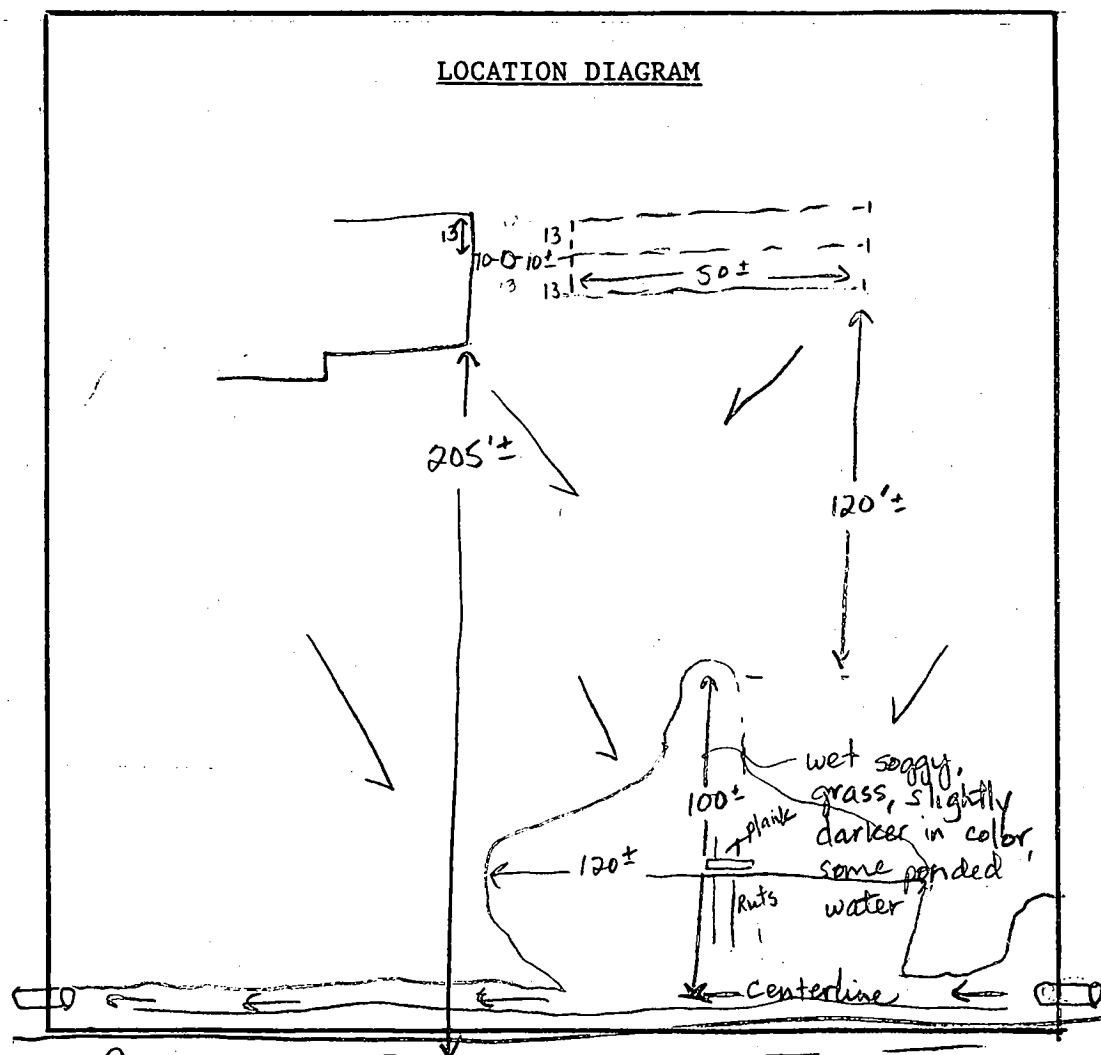 LOCATION DIAGRAM
13
13
10
10±
13
13
50±
205'±
120'±
wet soggy,
grass, slightly
darker in color,
some ponded
water
100±
plank
120±
Ruts
Centerline